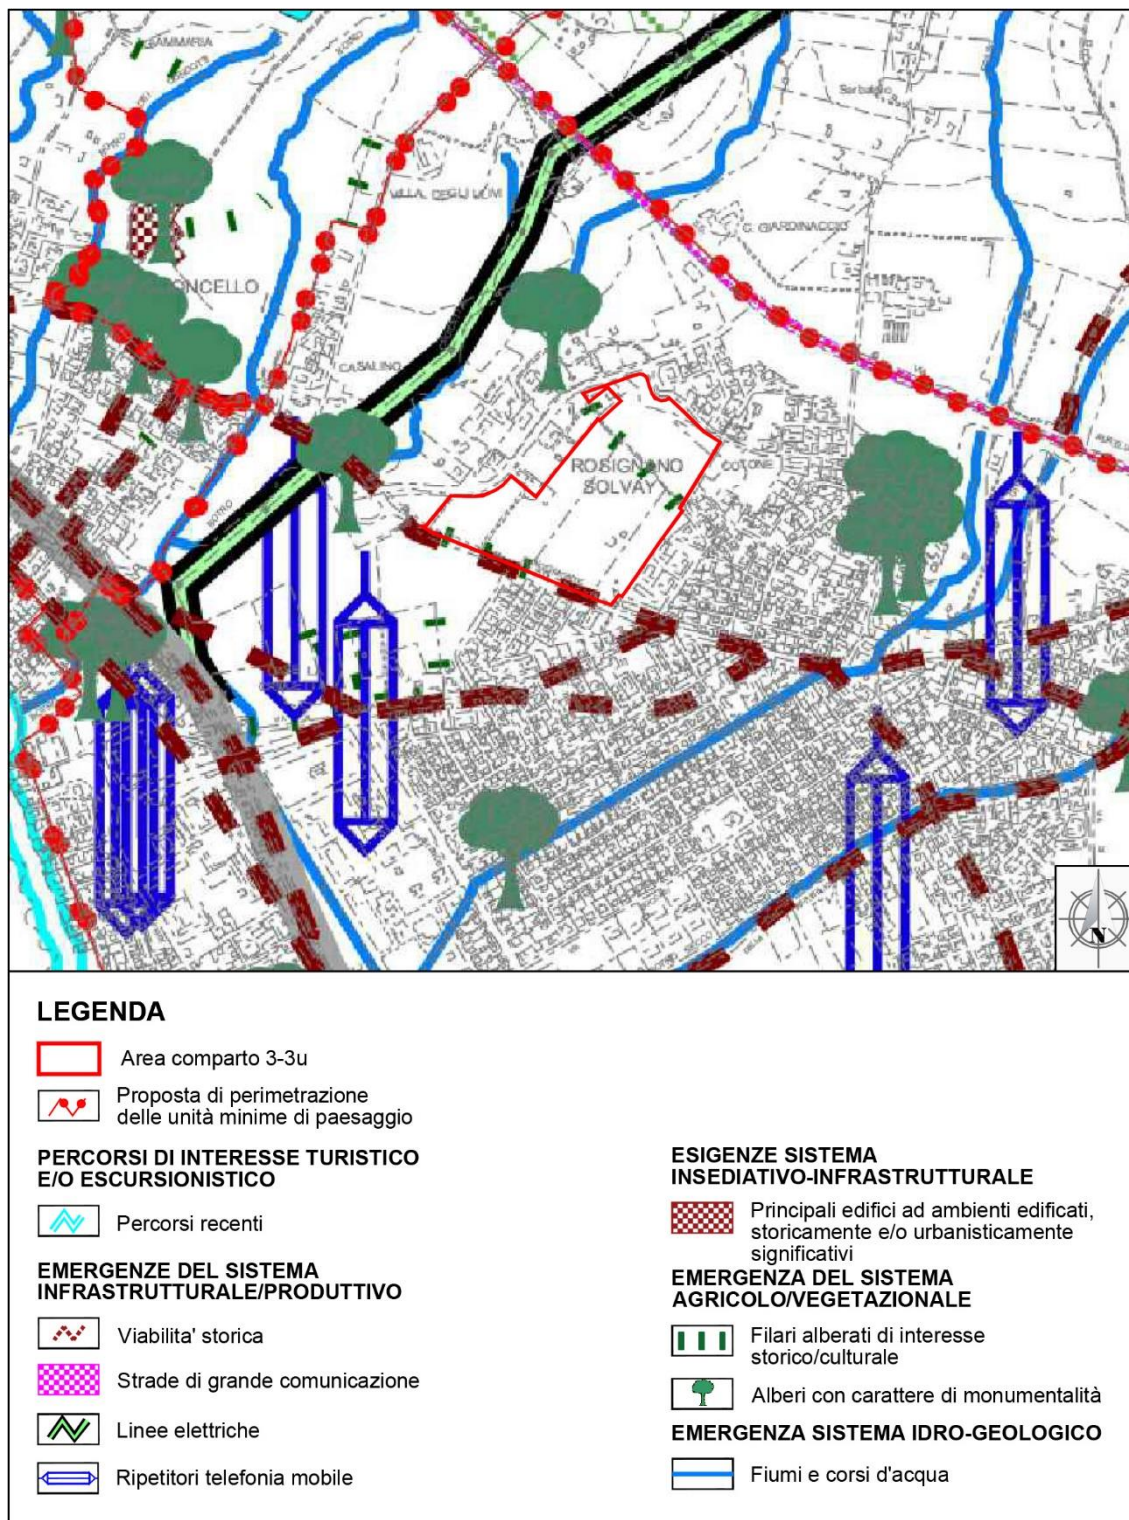 VILLA DEGLI ULIVI
C. GIARDINACCIO
CASALINO
ROSIGNANO
SOLVAY
COTONE
BOTRO
N
LEGENDA
Area comparto 3-3u
Proposta di perimetrazione
delle unità minime di paesaggio
PERCORSI DI INTERESSE TURISTICO
E/O ESCURSIONISTICO
Percorsi recenti
EMERGENZE DEL SISTEMA
INFRASTRUTTURALE/PRODUTTIVO
Viabilita' storica
Strade di grande comunicazione
Linee elettriche
Ripetitori telefonia mobile
ESIGENZE SISTEMA
INSEDIATIVO-INFRASTRUTTURALE
Principali edifici ad ambienti edificati,
storicamente e/o urbanisticamente
significativi
EMERGENZA DEL SISTEMA
AGRICOLO/VEGETAZIONALE
Filari alberati di interesse
storico/culturale
Alberi con carattere di monumentalità
EMERGENZA SISTEMA IDRO-GEOLOGICO
Fiumi e corsi d'acqua